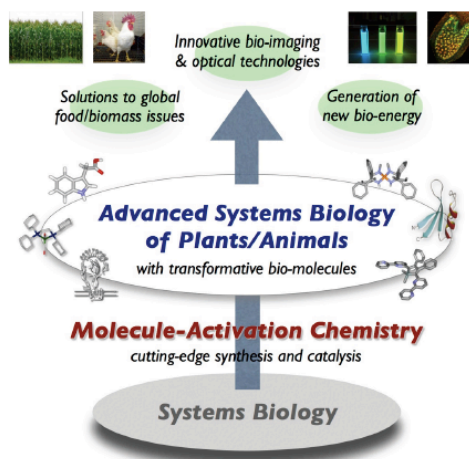 Innovative bio-imaging
& optical technologies
Solutions to global
food/biomass issues
Generation of
new bio-energy
Advanced Systems Biology
of Plants/Animals
with transformative bio-molecules
Molecule-Activation Chemistry
cutting-edge synthesis and catalysis
Systems Biology